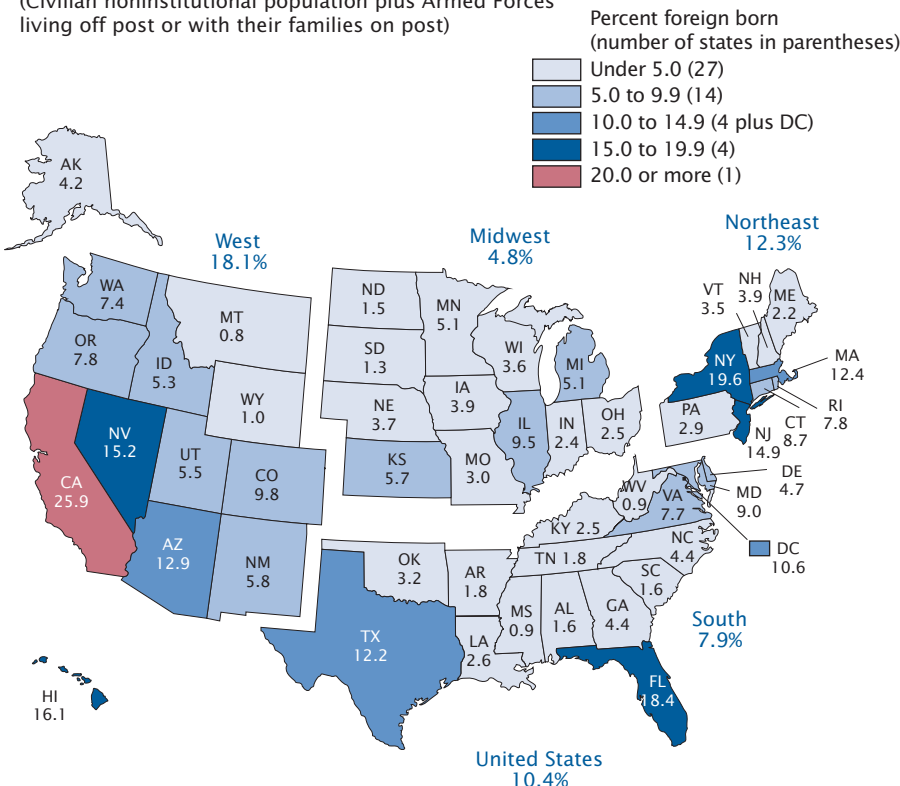 (Civilian noninstitutional population plus Armed Forces
living off post or with their families on post)
Percent foreign born
(number of states in parentheses)
Under 5.0 (27)
5.0 to 9.9 (14)
10.0 to 14.9 (4 plus DC)
15.0 to 19.9 (4)
20.0 or more (1)
AK
4.2
West
18.1%
Midwest
4.8%
Northeast
12.3%
WA
7.4
OR
7.8
ID
5.3
MT
0.8
WY
1.0
CA
25.9
NV
15.2
UT
5.5
CO
9.8
AZ
12.9
NM
5.8
HI
16.1
ND
1.5
SD
1.3
NE
3.7
KS
5.7
MN
5.1
IA
3.9
MO
3.0
WI
3.6
IL
9.5
MI
5.1
IN
2.4
OH
2.5
VT
3.5
NH
3.9
ME
2.2
NY
19.6
MA
12.4
RI
7.8
CT
8.7
NJ
14.9
PA
2.9
DE
4.7
MD
9.0
DC
10.6
WV
0.9
VA
7.7
KY 2.5
TN 1.8
NC
4.4
SC
1.6
OK
3.2
AR
1.8
TX
12.2
LA
2.6
MS
0.9
AL
1.6
GA
4.4
FL
18.4
South
7.9%
United States
10.4%